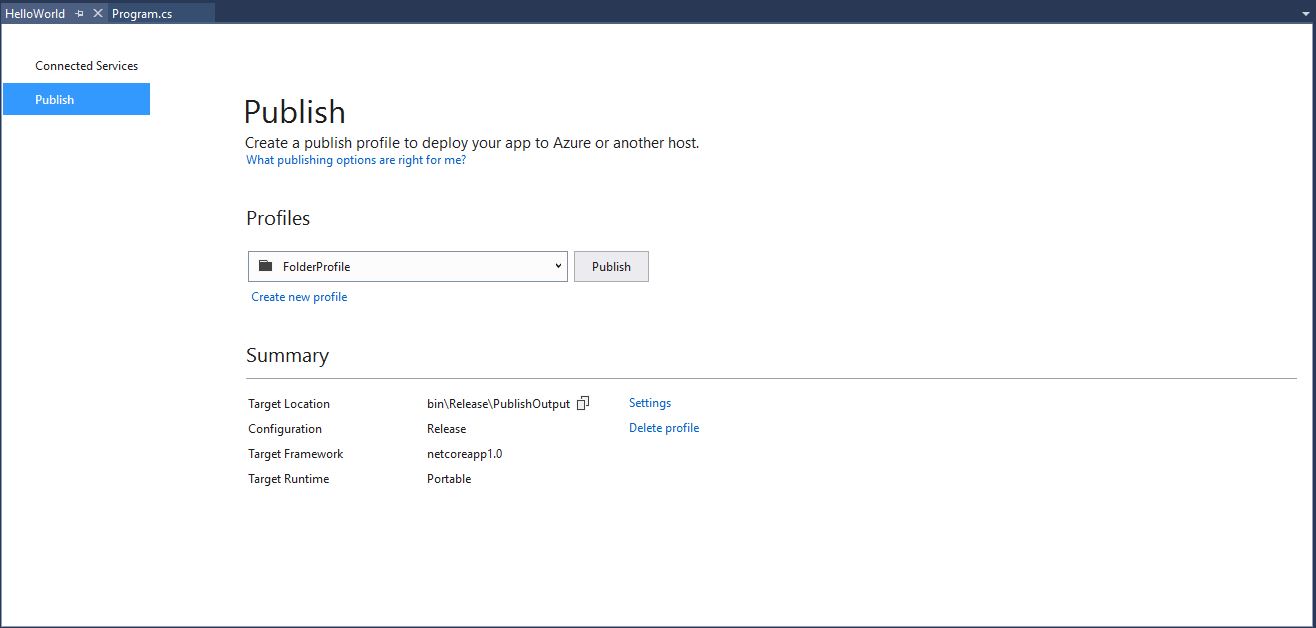 HelloWorld Program.cs
Connected Services
Publish
Publish
Create a publish profile to deploy your app to Azure or another host.
What publishing options are right for me?
Profiles
FolderProfile Publish
Create new profile
Summary
Target Location bin\Release\PublishOutput Settings
Configuration Release Delete profile
Target Framework netcoreapp1.0
Target Runtime Portable